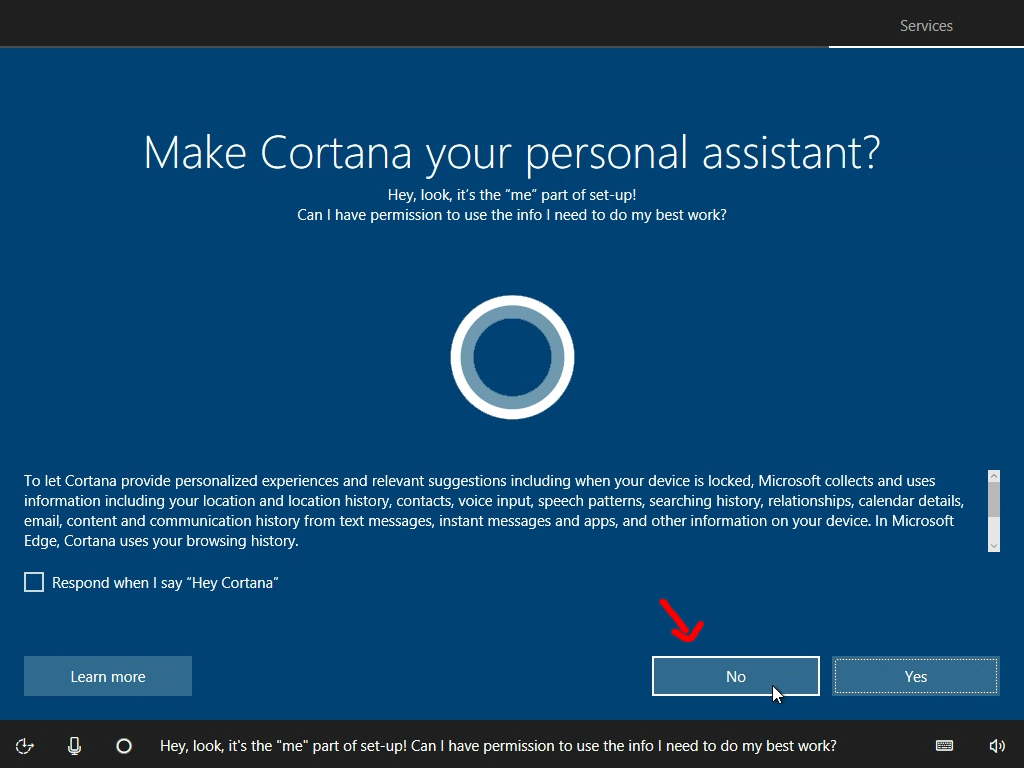 Services
Make Cortana your personal assistant?
Hey, look, it's the "me" part of set-up!
Can I have permission to use the info I need to do my best work?
To let Cortana provide personalized experiences and relevant suggestions including when your device is locked, Microsoft collects and uses
information including your location and location history, contacts, voice input, speech patterns, searching history, relationships, calendar details,
email, content and communication history from text messages, instant messages and apps, and other information on your device. In Microsoft
Edge, Cortana uses your browsing history.
Respond when I say "Hey Cortana"
Learn more
No
Yes
Hey, look, it's the "me" part of set-up! Can I have permission to use the info I need to do my best work?